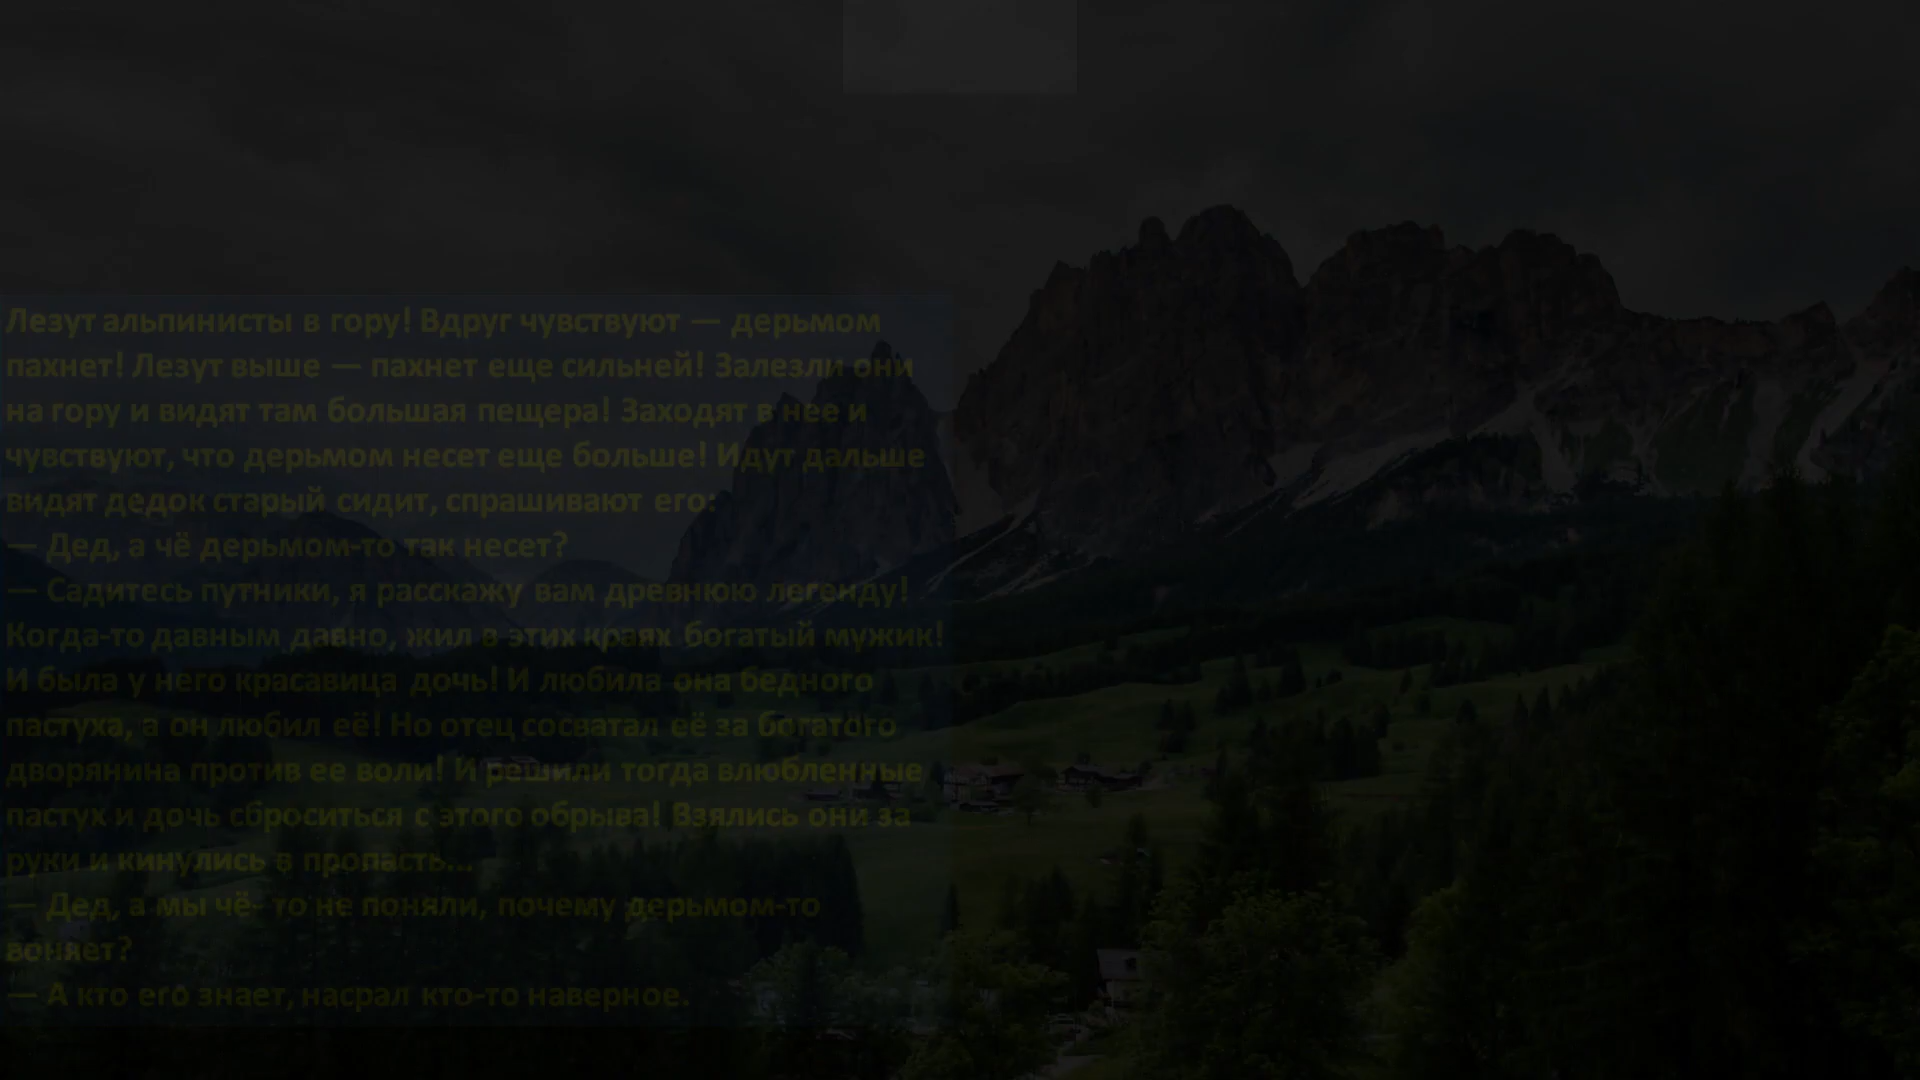 Лезут альпинисты в гору! Вдруг чувствуют — дерьмом
пахнет! Лезут выше — пахнет еще сильней! Залезли они
на гору и видят там большая пещера! Заходят в нее и
чувствуют, что дерьмом несет еще больше! Идут дальше
видят дедок старый сидит, спрашивают его:
— Дед, а чё дерьмом-то так несет?
— Садитесь путники, я расскажу вам древнюю легенду!
Когда-то давным давно, жил в этих краях богатый мужик!
И была у него красавица дочь! И любила она бедного
пастуха, а он любил её! Но отец сосватал её за богатого
дворянина против ее воли! И решили тогда влюбленные
пастух и дочь сброситься с этого обрыва! Взялись они за
руки и кинулись в пропасть...
— Дед, а мы чё- то не поняли, почему дерьмом-то
воняет?
— А кто его знает, насрал кто-то наверное.